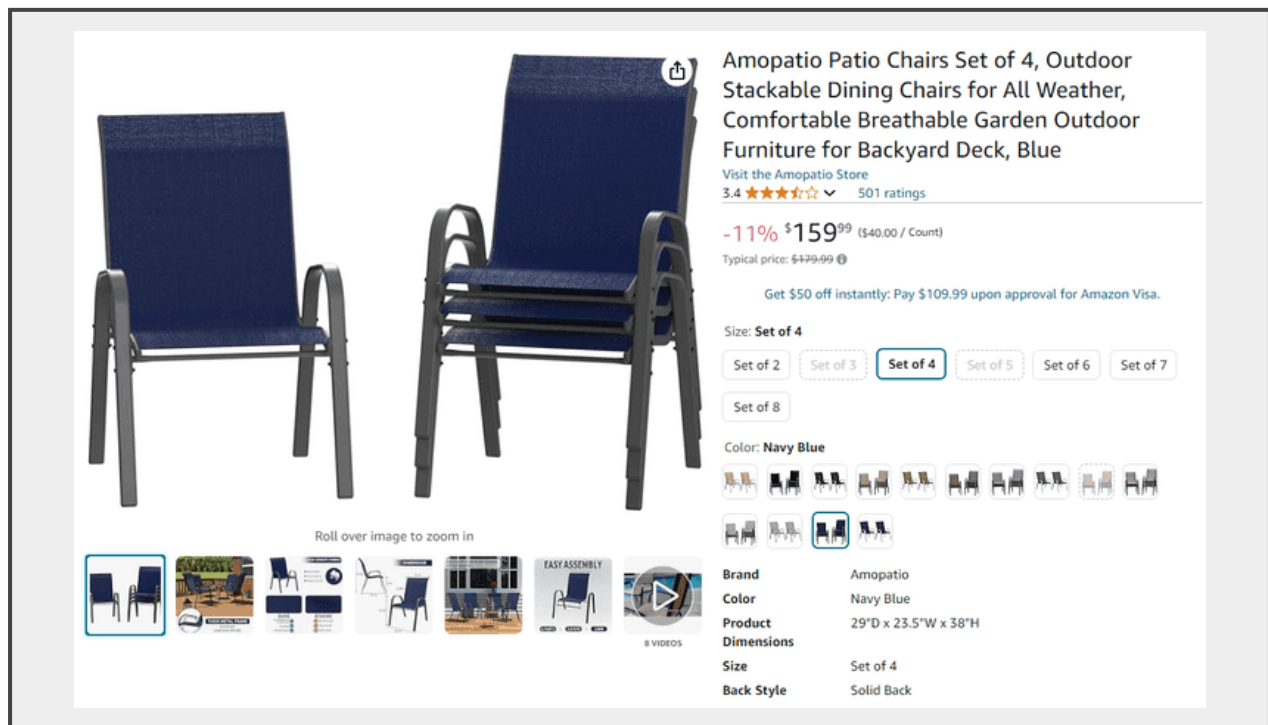 Amopatio Patio Chairs Set of 4, Outdoor
Stackable Dining Chairs for All Weather,
Comfortable Breathable Garden Outdoor
Furniture for Backyard Deck, Blue
Visit the Amopatio Store
3.4 501 ratings
-11% $15999 ($40.00 / Count)
Typical price: $179.99
Get $50 off instantly: Pay $109.99 upon approval for Amazon Visa.
Size: Set of 4
Set of 2 Set of 3 Set of 4 Set of 5 Set of 6 Set of 7
Set of 8
Color: Navy Blue
Roll over image to zoom in
EASY ASSEMBLY
8 VIDEOS
Brand Amopatio
Color Navy Blue
Product Dimensions 29"D x 23.5"W x 38"H
Size Set of 4
Back Style Solid Back